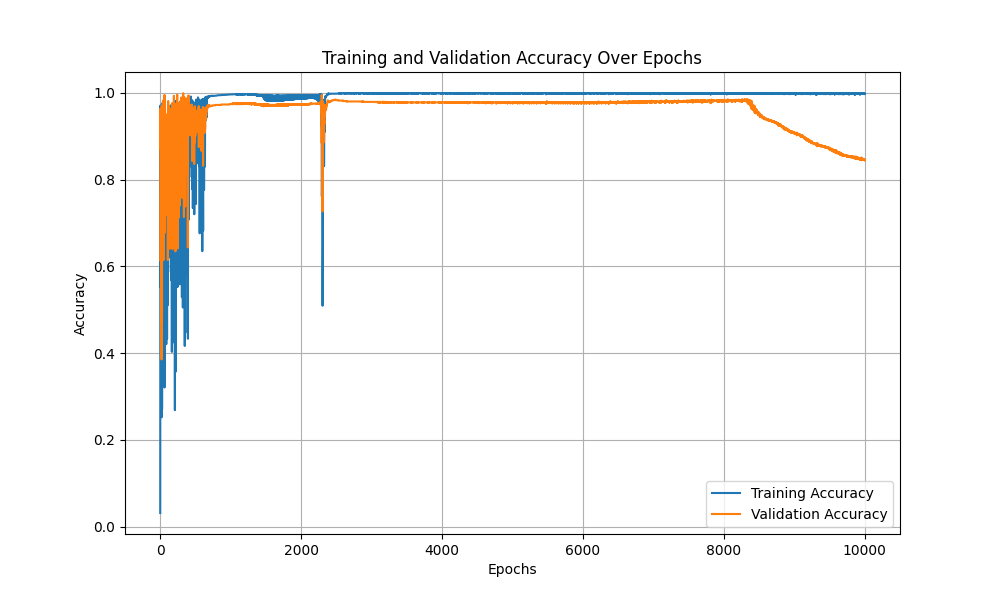 Training and Validation Accuracy Over Epochs
1.0
0.8
0.6
0.4
0.2
0.0
Accuracy
0 2000 4000 6000 8000 10000
Epochs
Training Accuracy
Validation Accuracy